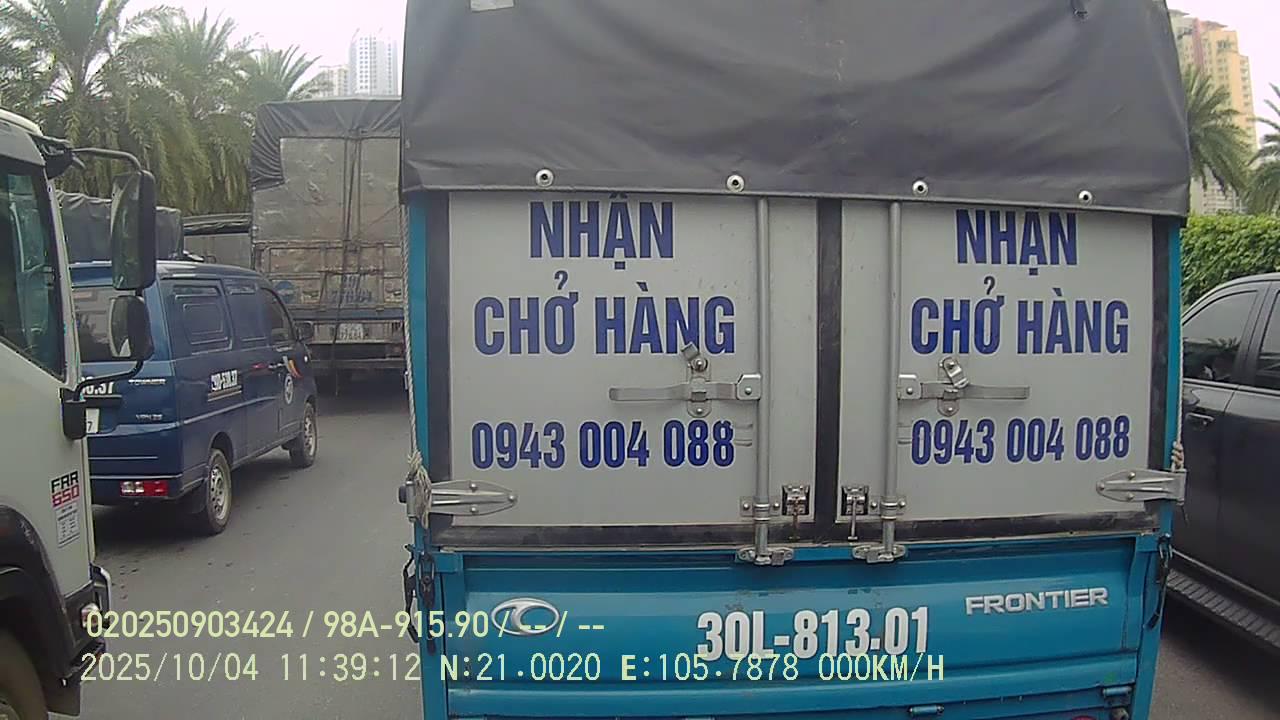 NHẬN
CHỞ HÀNG
0943 004 088
NHẬN
CHỞ HÀNG
0943 004 088
30L-813.01
FRONTIER
TOWNER
FRR
650
020250903424 / 98A-915.90 / -- / --
2025/10/04 11:39:12 N:21.0020 E:105.7878 000KM/H